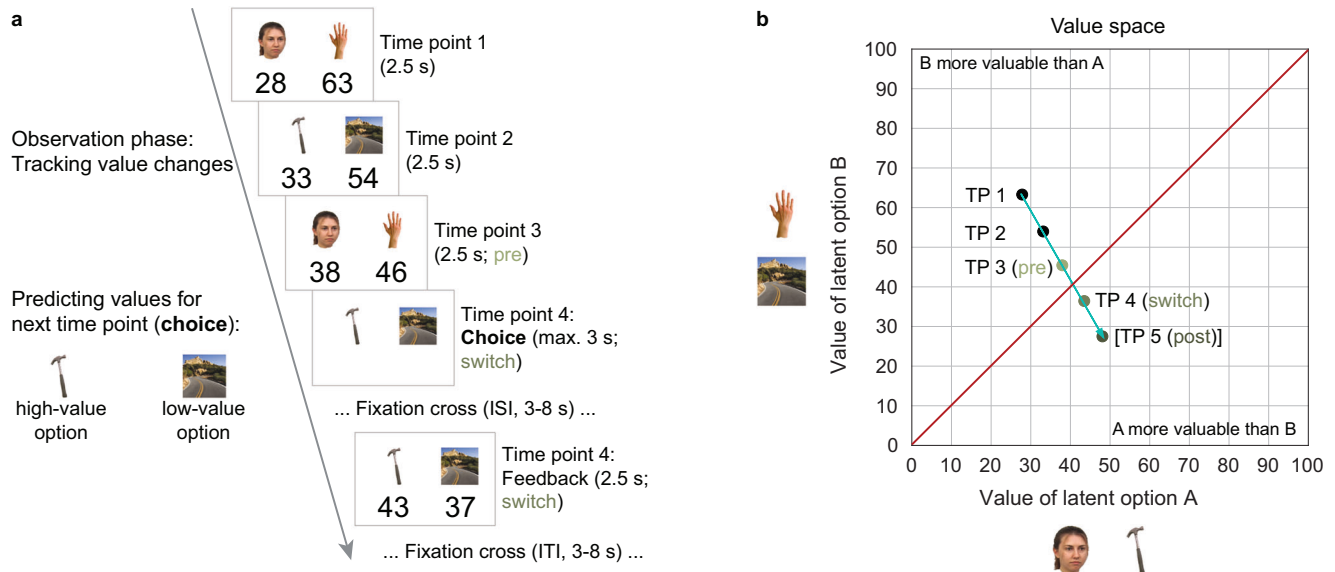 a
28 63
Time point 1
(2.5 s)
Observation phase:
Tracking value changes
33 54
Time point 2
(2.5 s)
38 46
Time point 3
(2.5 s; pre)
Predicting values for
next time point (choice):
high-value
option
low-value
option
Time point 4:
Choice (max. 3 s;
switch)
... Fixation cross (ISI, 3-8 s) ...
43 37
Time point 4:
Feedback (2.5 s;
switch)
... Fixation cross (ITI, 3-8 s) ...
b
Value space
B more valuable than A
A more valuable than B
Value of latent option B
100
90
80
70
60
50
40
30
20
10
0
TP 1
TP 2
TP 3 (pre)
TP 4 (switch)
[TP 5 (post)]
0 10 20 30 40 50 60 70 80 90 100
Value of latent option A